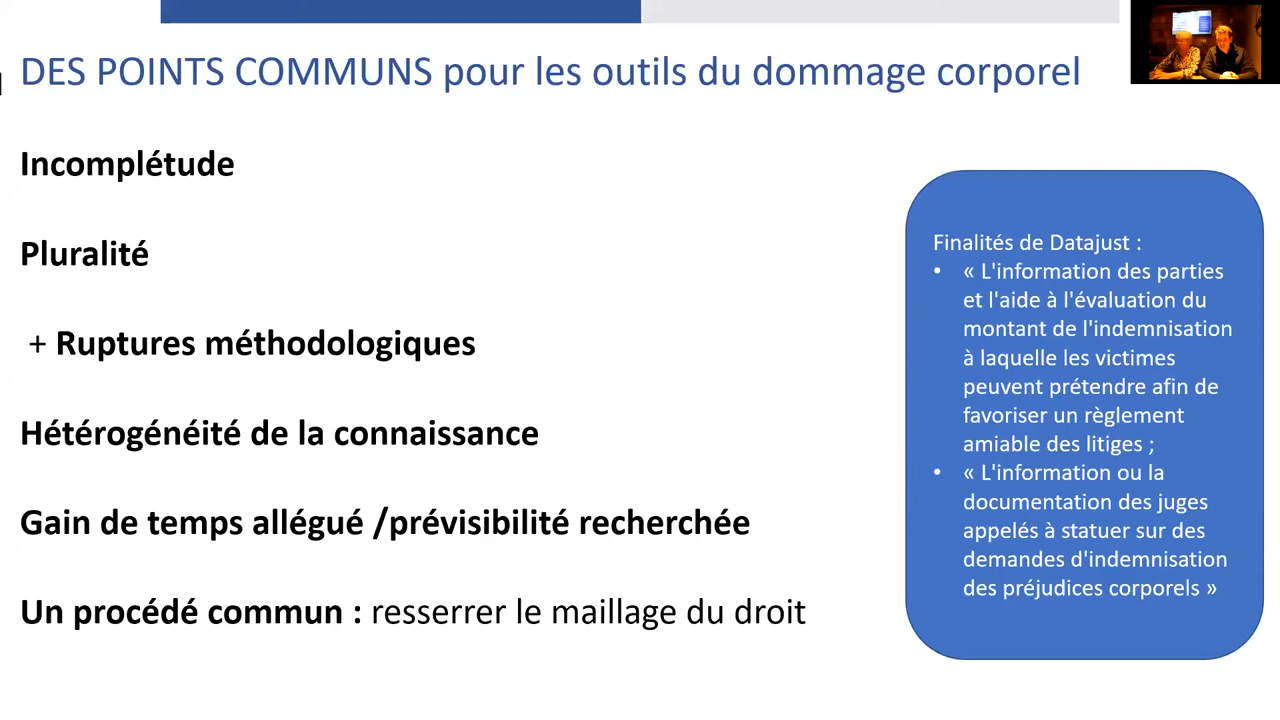 DES POINTS COMMUNS pour les outils du dommage corporel
Incomplétude
Pluralité
+ Ruptures méthodologiques
Hétérogénéité de la connaissance
Gain de temps allégué /prévisibilité recherchée
Un procédé commun : resserrer le maillage du droit
Finalités de Datajust :
• « L'information des parties
et l'aide à l'évaluation du
montant de l'indemnisation
à laquelle les victimes
peuvent prétendre afin de
favoriser un règlement
amiable des litiges ;
• « L'information ou la
documentation des juges
appelés à statuer sur des
demandes d'indemnisation
des préjudices corporels »